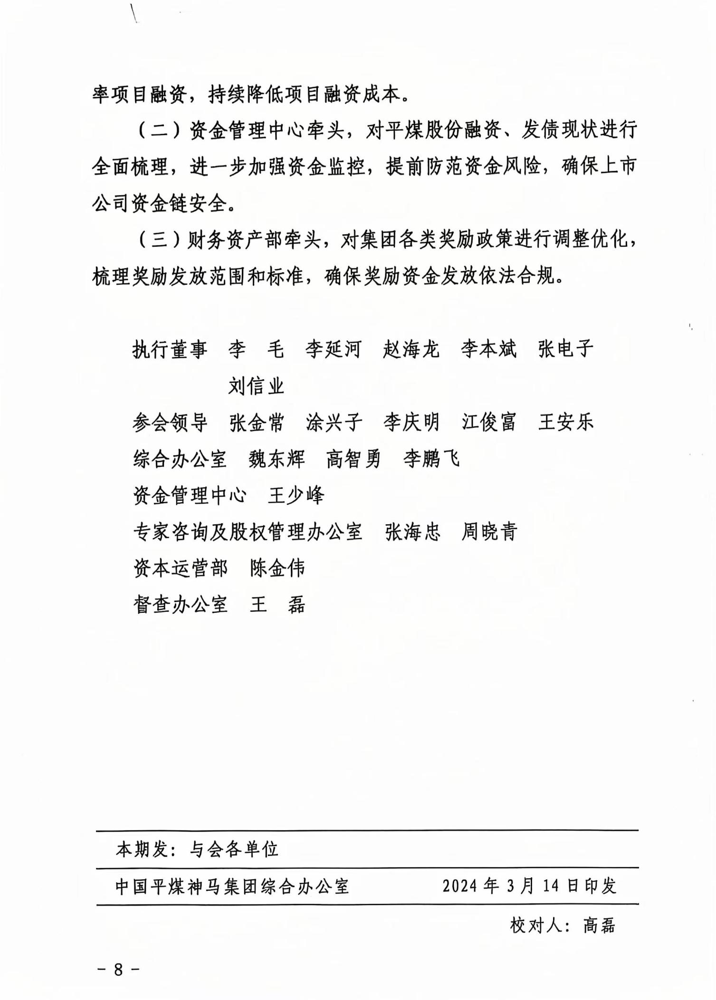 率项目融资，持续降低项目融资成本。
（二）资金管理中心牵头，对平煤股份融资、发债现状进行
全面梳理，进一步加强资金监控，提前防范资金风险，确保上市
公司资金链安全。
（三）财务资产部牵头，对集团各类奖励政策进行调整优化，
梳理奖励发放范围和标准，确保奖励资金发放依法合规。
执行董事 李 毛 李延河 赵海龙 李本斌 张电子
刘信业
参会领导 张金常 涂兴子 李庆明 江俊富 王安乐
综合办公室 魏东辉 高智勇 李鹏飞
资金管理中心 王少峰
专家咨询及股权管理办公室 张海忠 周晓青
资本运营部 陈金伟
督查办公室 王 磊
本期发：与会各单位
中国平煤神马集团综合办公室 2024 年 3 月 14 日印发
校对人：高磊
- 8 -